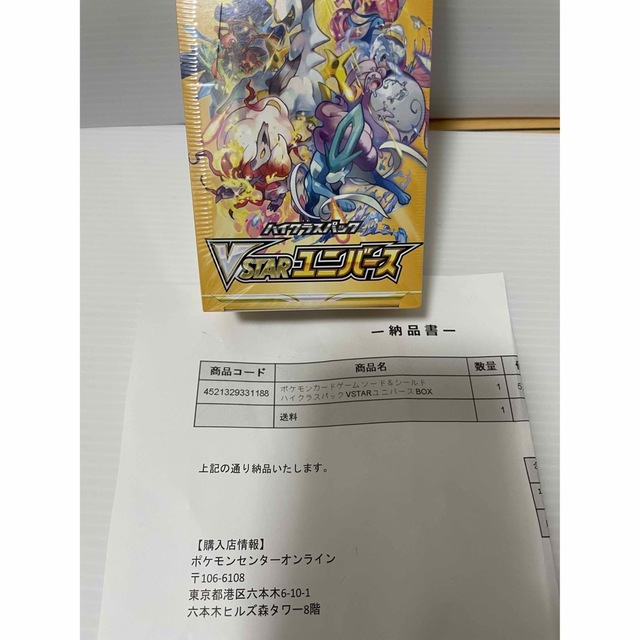 ハイクラスパック
VSTARユニバース
ー納品書ー
商品コード 商品名 数量
4521329331188 ポケモンカードゲームソード＆シールド 1 5,
ハイクラスパックVSTARユニバースBOX
送料 1
上記の通り納品いたします。
【購入店情報】
ポケモンセンターオンライン
〒106-6108
東京都港区六本木6-10-1
六本木ヒルズ森タワー8階